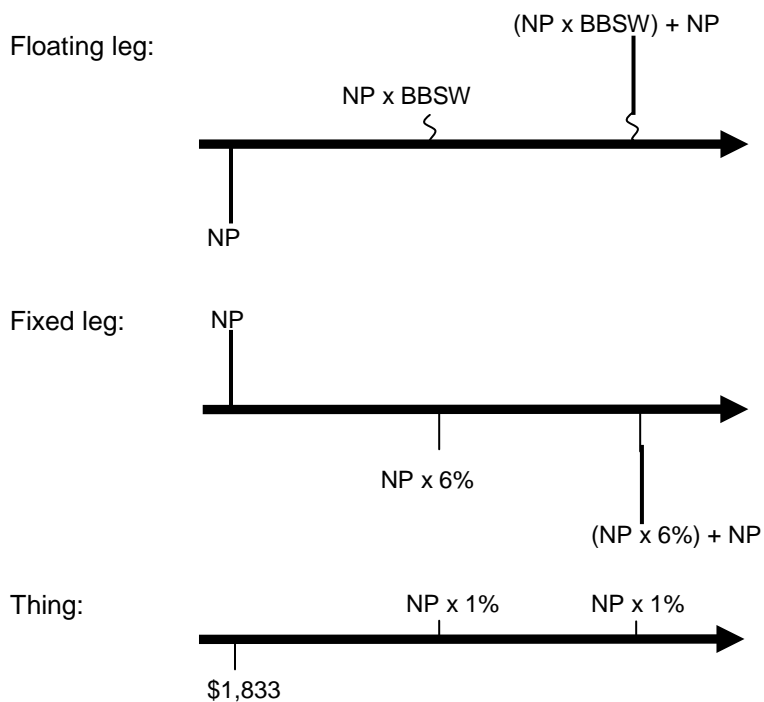 (NP x BBSW) + NP
Floating leg:
NP x BBSW
NP
Fixed leg:
NP
NP x 6%
(NP x 6%) + NP
Thing:
NP x 1%
NP x 1%
$1,833